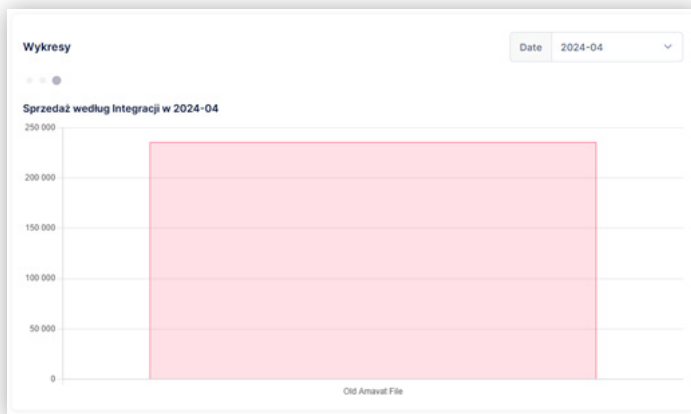 Wykresy
Date 2024-04
Sprzedaż według Integracji w 2024-04
250 000
200 000
150 000
100 000
50 000
0
Old Amavat File